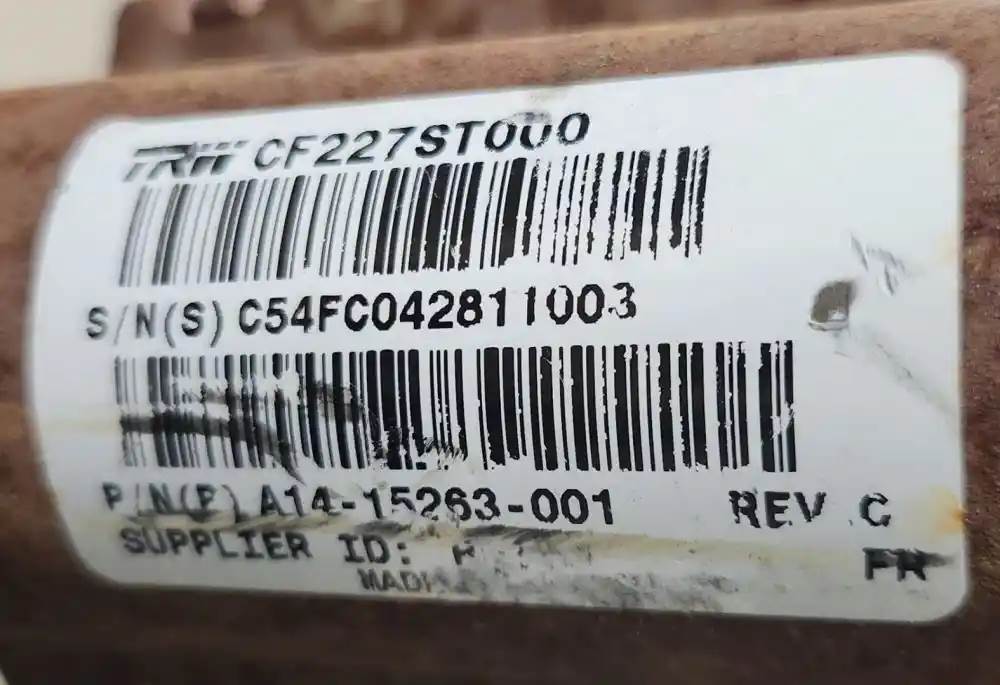 TRW CF227ST000
S/N(S) C54FC042811003
P/N(P) A14-15263-001 REV C
SUPPLIER ID:
FR